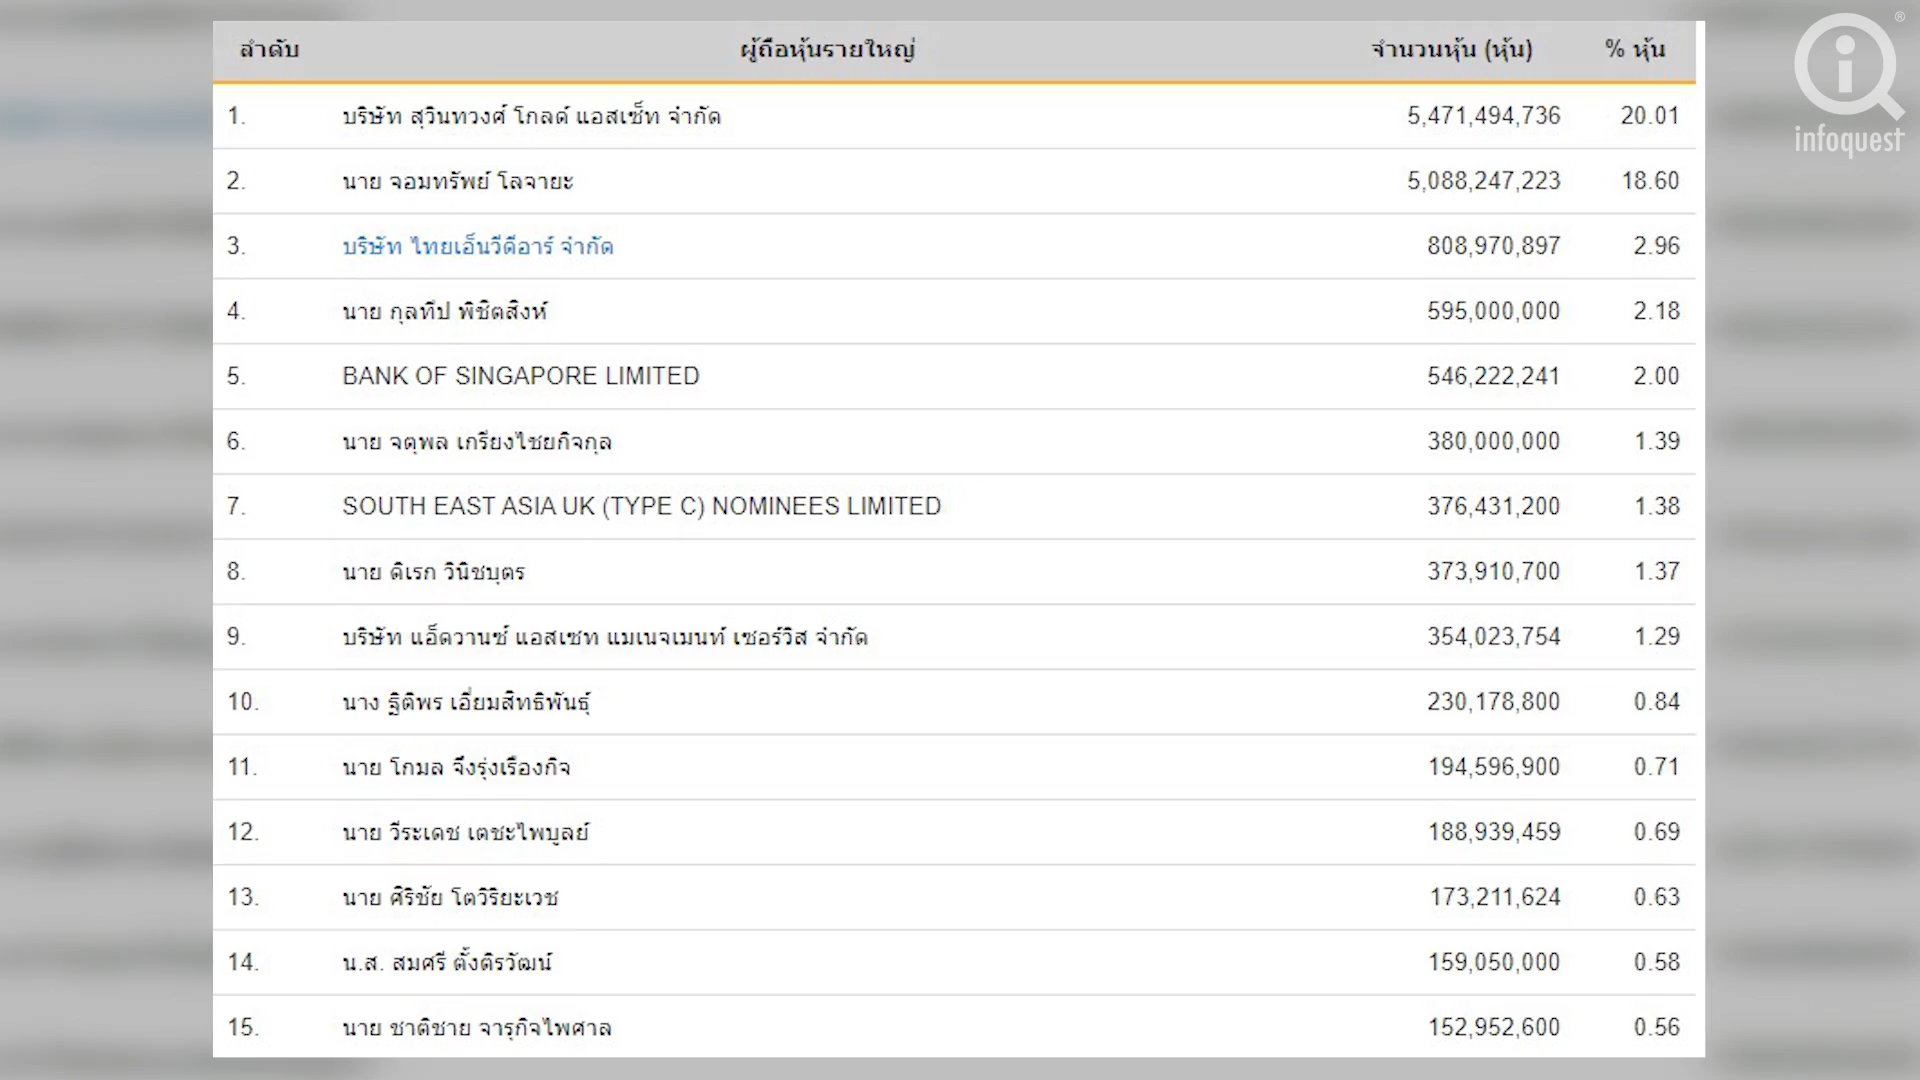 ลำดับ ผู้ถือหุ้นรายใหญ่ จำนวนหุ้น (หุ้น) % หุ้น
1. บริษัท สุวินทวงศ์ โกลด์ แอสเซ็ท จำกัด 5,471,494,736 20.01
2. นาย จอมทรัพย์ โลจายะ 5,088,247,223 18.60
3. บริษัท ไทยเอ็นวีดีอาร์ จำกัด 808,970,897 2.96
4. นาย กุลทีป พิชิตสิงห์ 595,000,000 2.18
5. BANK OF SINGAPORE LIMITED 546,222,241 2.00
6. นาย จตุพล เกรียงไชยกิจกุล 380,000,000 1.39
7. SOUTH EAST ASIA UK (TYPE C) NOMINEES LIMITED 376,431,200 1.38
8. นาย ดิเรก วินิชบุตร 373,910,700 1.37
9. บริษัท แอ็ดวานซ์ แอสเซท แมเนจเมนท์ เซอร์วิส จำกัด 354,023,754 1.29
10. นาง ฐิติพร เอี่ยมสิทธิพันธุ์ 230,178,800 0.84
11. นาย โกมล จึงรุ่งเรืองกิจ 194,596,900 0.71
12. นาย วีระเดช เตชะไพบูลย์ 188,939,459 0.69
13. นาย ศิริชัย โตวิริยะเวช 173,211,624 0.63
14. น.ส. สมศรี ตั้งติรวัฒน์ 159,050,000 0.58
15. นาย ชาติชาย จารุกิจไพศาล 152,952,600 0.56
infoquest
®